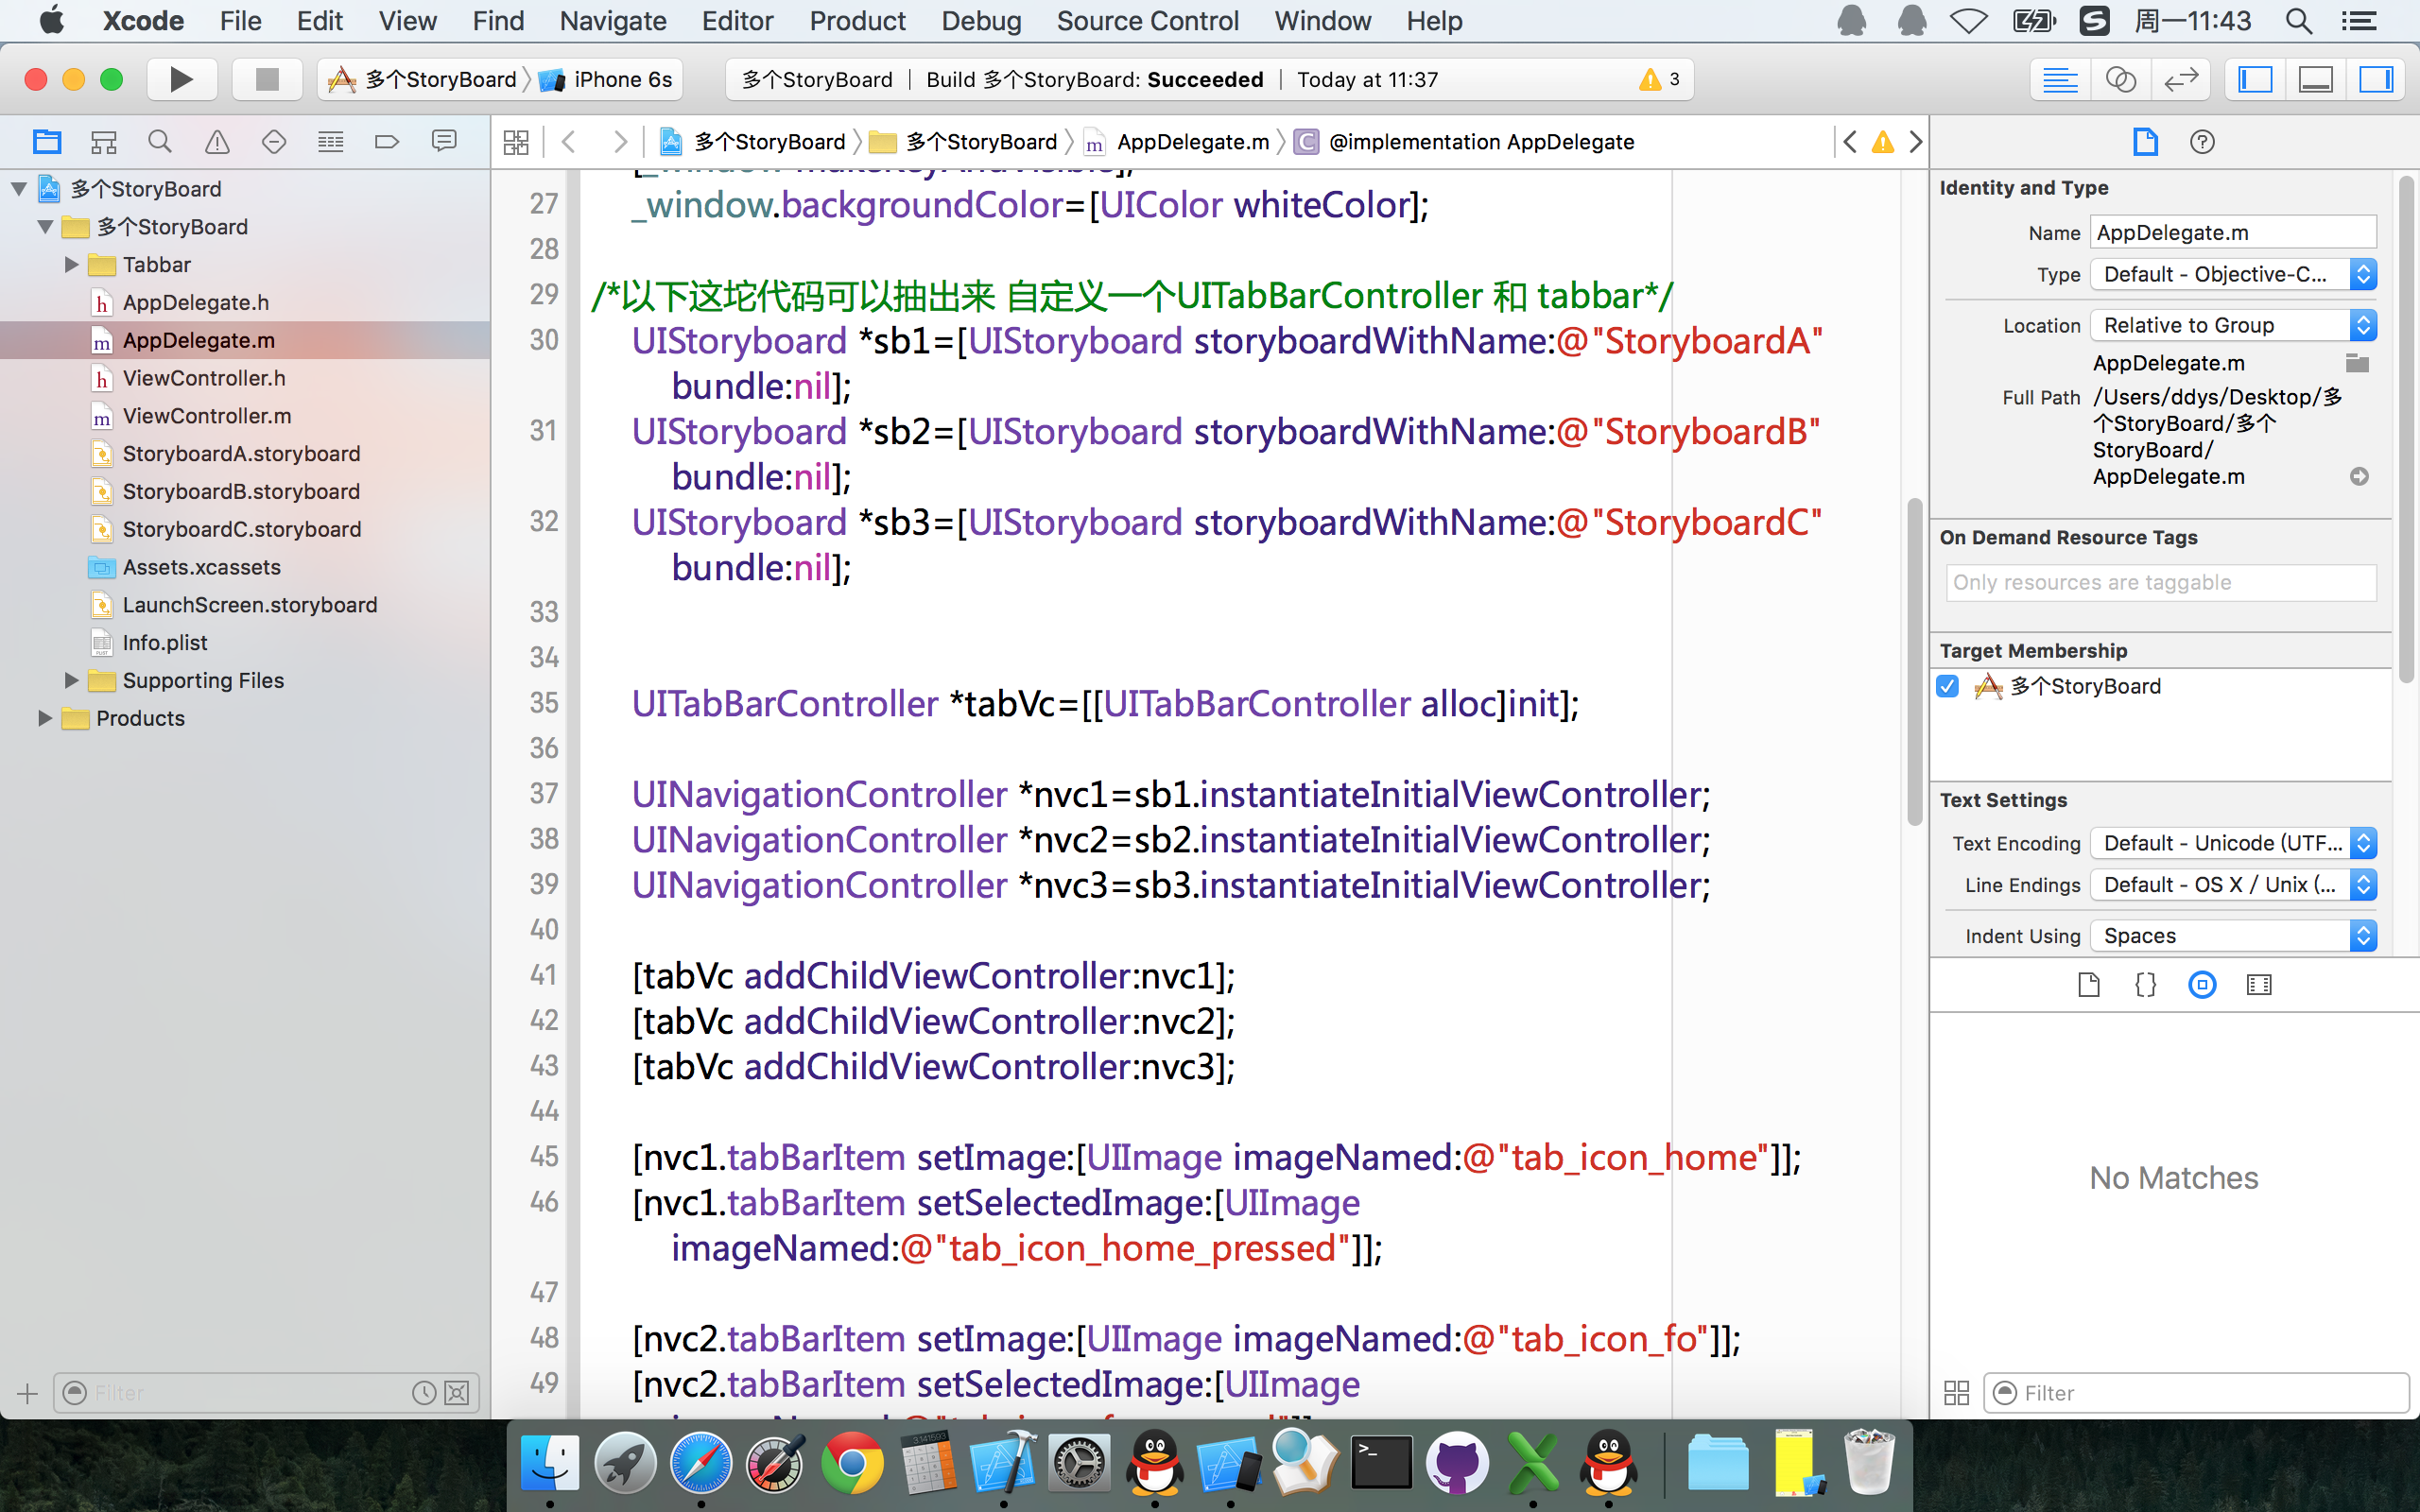 Xcode File Edit View Find Navigate Editor Product Debug Source Control Window Help 周一11:43
多个StoryBoard iPhone 6s
多个StoryBoard | Build 多个StoryBoard: Succeeded | Today at 11:37 3
多个StoryBoard 多个StoryBoard AppDelegate.m @implementation AppDelegate
多个StoryBoard
多个StoryBoard
Tabbar
AppDelegate.h
AppDelegate.m
ViewController.h
ViewController.m
StoryboardA.storyboard
StoryboardB.storyboard
StoryboardC.storyboard
Assets.xcassets
LaunchScreen.storyboard
Info.plist
Supporting Files
Products
Filter
27 _window.backgroundColor=[UIColor whiteColor];
28
29 /*以下这坨代码可以抽出来 自定义一个UITabBarController 和 tabbar*/
30 UIStoryboard *sb1=[UIStoryboard storyboardWithName:@"StoryboardA"
bundle:nil];
31 UIStoryboard *sb2=[UIStoryboard storyboardWithName:@"StoryboardB"
bundle:nil];
32 UIStoryboard *sb3=[UIStoryboard storyboardWithName:@"StoryboardC"
bundle:nil];
33
34
35 UITabBarController *tabVc=[[UITabBarController alloc]init];
36
37 UINavigationController *nvc1=sb1.instantiateInitialViewController;
38 UINavigationController *nvc2=sb2.instantiateInitialViewController;
39 UINavigationController *nvc3=sb3.instantiateInitialViewController;
40
41 [tabVc addChildViewController:nvc1];
42 [tabVc addChildViewController:nvc2];
43 [tabVc addChildViewController:nvc3];
44
45 [nvc1.tabBarItem setImage:[UIImage imageNamed:@"tab_icon_home"]];
46 [nvc1.tabBarItem setSelectedImage:[UIImage
imageNamed:@"tab_icon_home_pressed"]];
47
48 [nvc2.tabBarItem setImage:[UIImage imageNamed:@"tab_icon_fo"]];
49 [nvc2.tabBarItem setSelectedImage:[UIImage
Identity and Type
Name AppDelegate.m
Type Default - Objective-C...
Location Relative to Group
AppDelegate.m
Full Path /Users/ddys/Desktop/多
个StoryBoard/多个
StoryBoard/
AppDelegate.m
On Demand Resource Tags
Only resources are taggable
Target Membership
多个StoryBoard
Text Settings
Text Encoding Default - Unicode (UTF...
Line Endings Default - OS X / Unix (...
Indent Using Spaces
No Matches
Filter